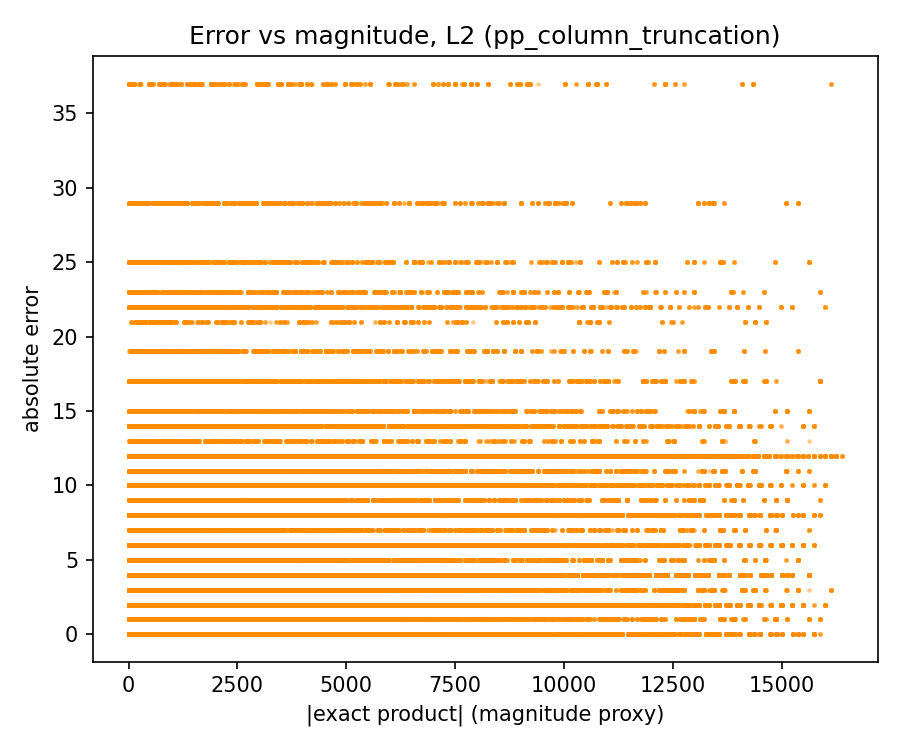 Error vs magnitude, L2 (pp_column_truncation)
absolute error
35
30
25
20
15
10
5
0
0 2500 5000 7500 10000 12500 15000
|exact product| (magnitude proxy)